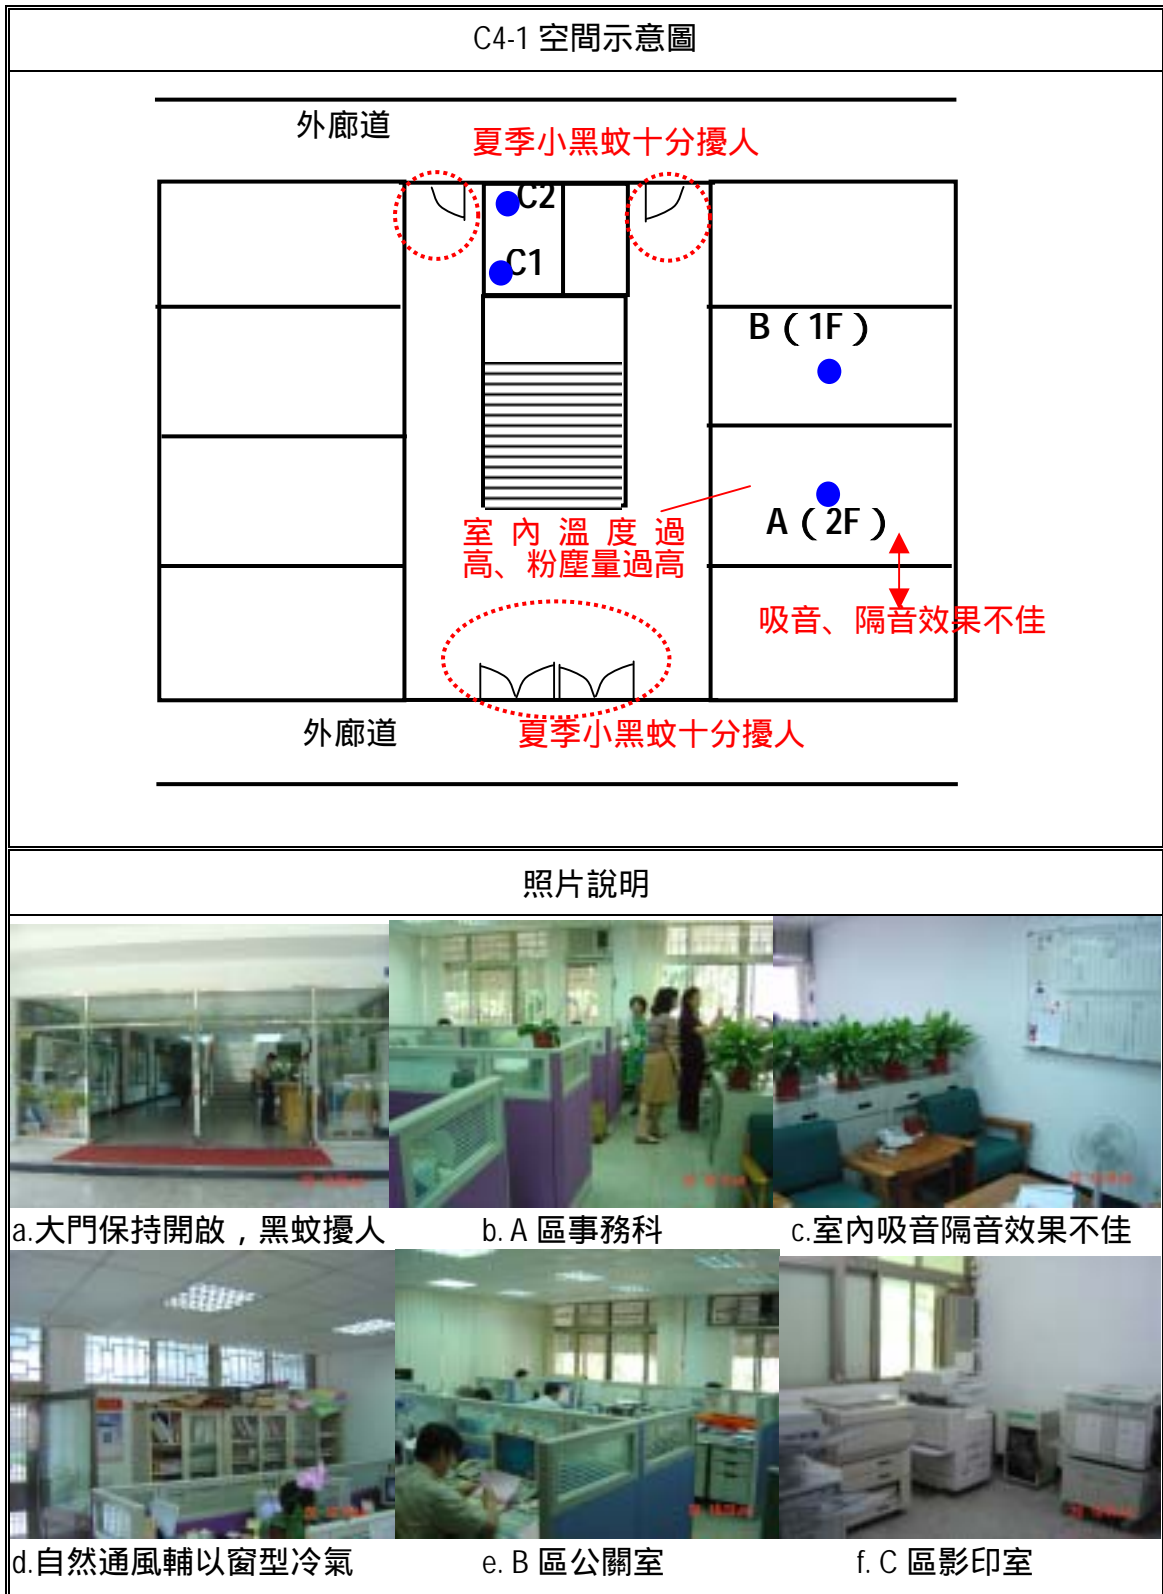 C4-1 空間示意圖
外廊道
夏季小黑蚊十分擾人
C2
C1
B（1F）
A（2F）
室內溫度過
高、粉塵量過高
吸音、隔音效果不佳
外廊道
夏季小黑蚊十分擾人
照片說明
a.大門保持開啟，黑蚊擾人
b. A 區事務科
c.室內吸音隔音效果不佳
d.自然通風輔以窗型冷氣
e. B 區公關室
f. C 區影印室